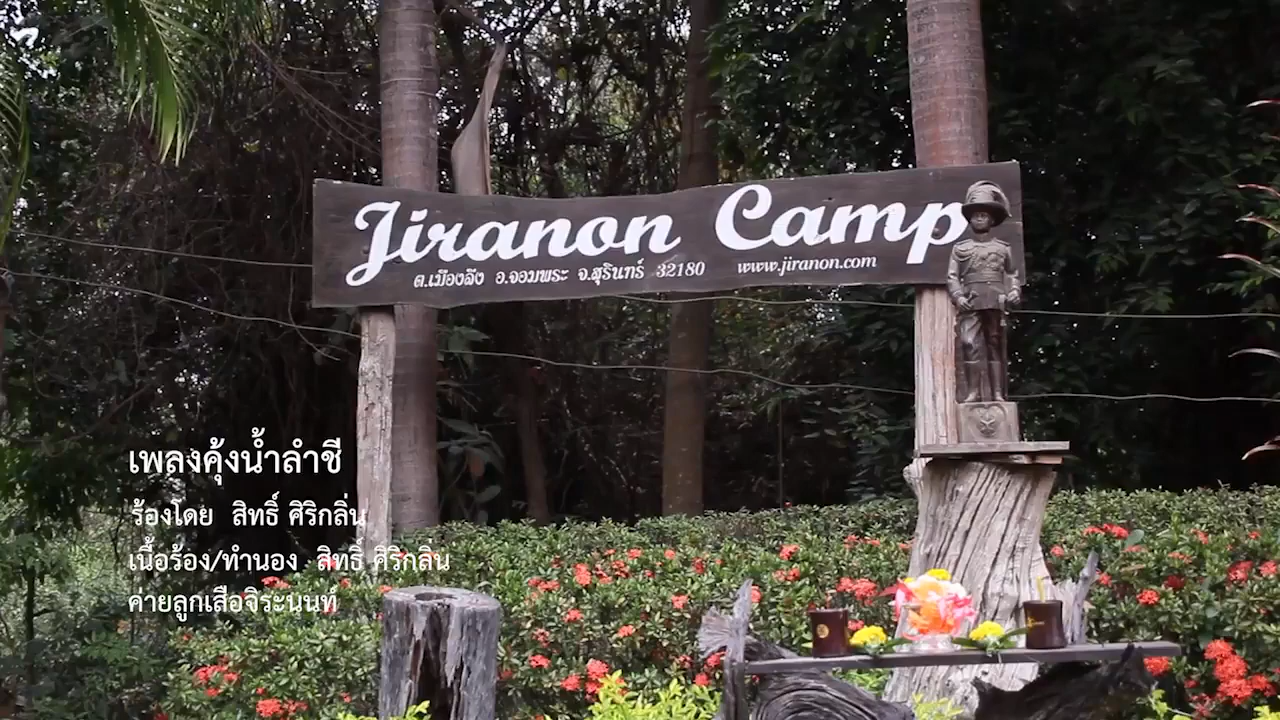 Jiranon Camp
ต.เมืองลีง อ.จอมพระ จ.สุรินทร์ 32180 www.jiranon.com
เพลงคุ้งน้ำลำชี
ร้องโดย สิทธิ์ ศิริกลิ่น
เนื้อร้อง/ทำนอง สิทธิ์ ศิริกลิ่น
ค่ายลูกเสือจิระนนท์